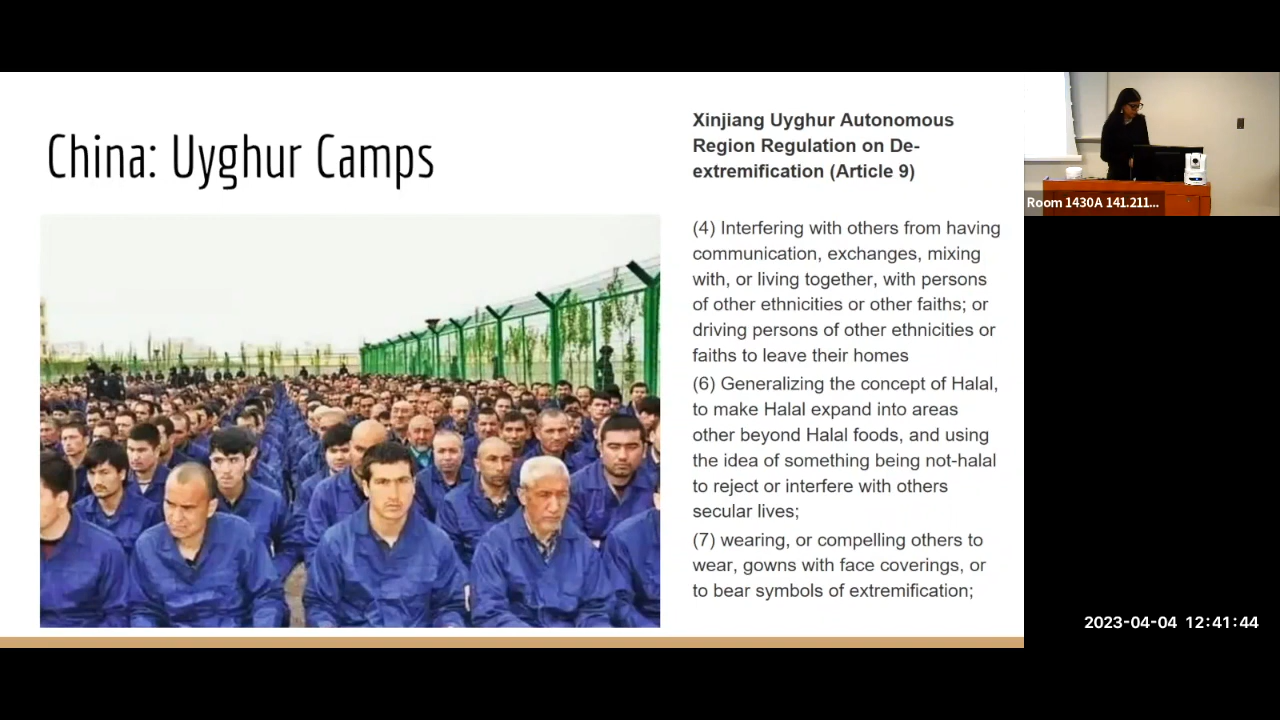 China: Uyghur Camps
Xinjiang Uyghur Autonomous
Region Regulation on De-
extremification (Article 9)
(4) Interfering with others from having
communication, exchanges, mixing
with, or living together, with persons
of other ethnicities or other faiths; or
driving persons of other ethnicities or
faiths to leave their homes
(6) Generalizing the concept of Halal,
to make Halal expand into areas
other beyond Halal foods, and using
the idea of something being not-halal
to reject or interfere with others
secular lives;
(7) wearing, or compelling others to
wear, gowns with face coverings, or
to bear symbols of extremification;
Room 1430A 141.211...
2023-04-04 12:41:44